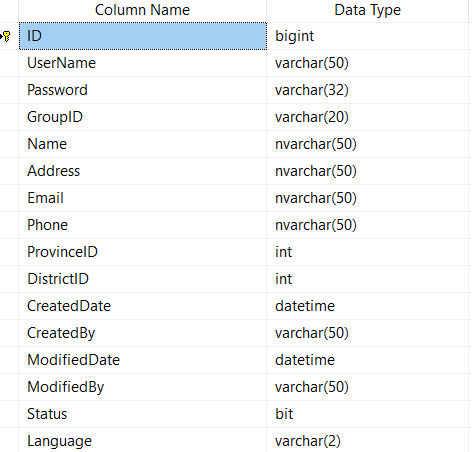 Column Name Data Type
ID bigint
UserName varchar(50)
Password varchar(32)
GroupID varchar(20)
Name nvarchar(50)
Address nvarchar(50)
Email nvarchar(50)
Phone nvarchar(50)
ProvinceID int
DistrictID int
CreatedDate datetime
CreatedBy varchar(50)
ModifiedDate datetime
ModifiedBy varchar(50)
Status bit
Language varchar(2)